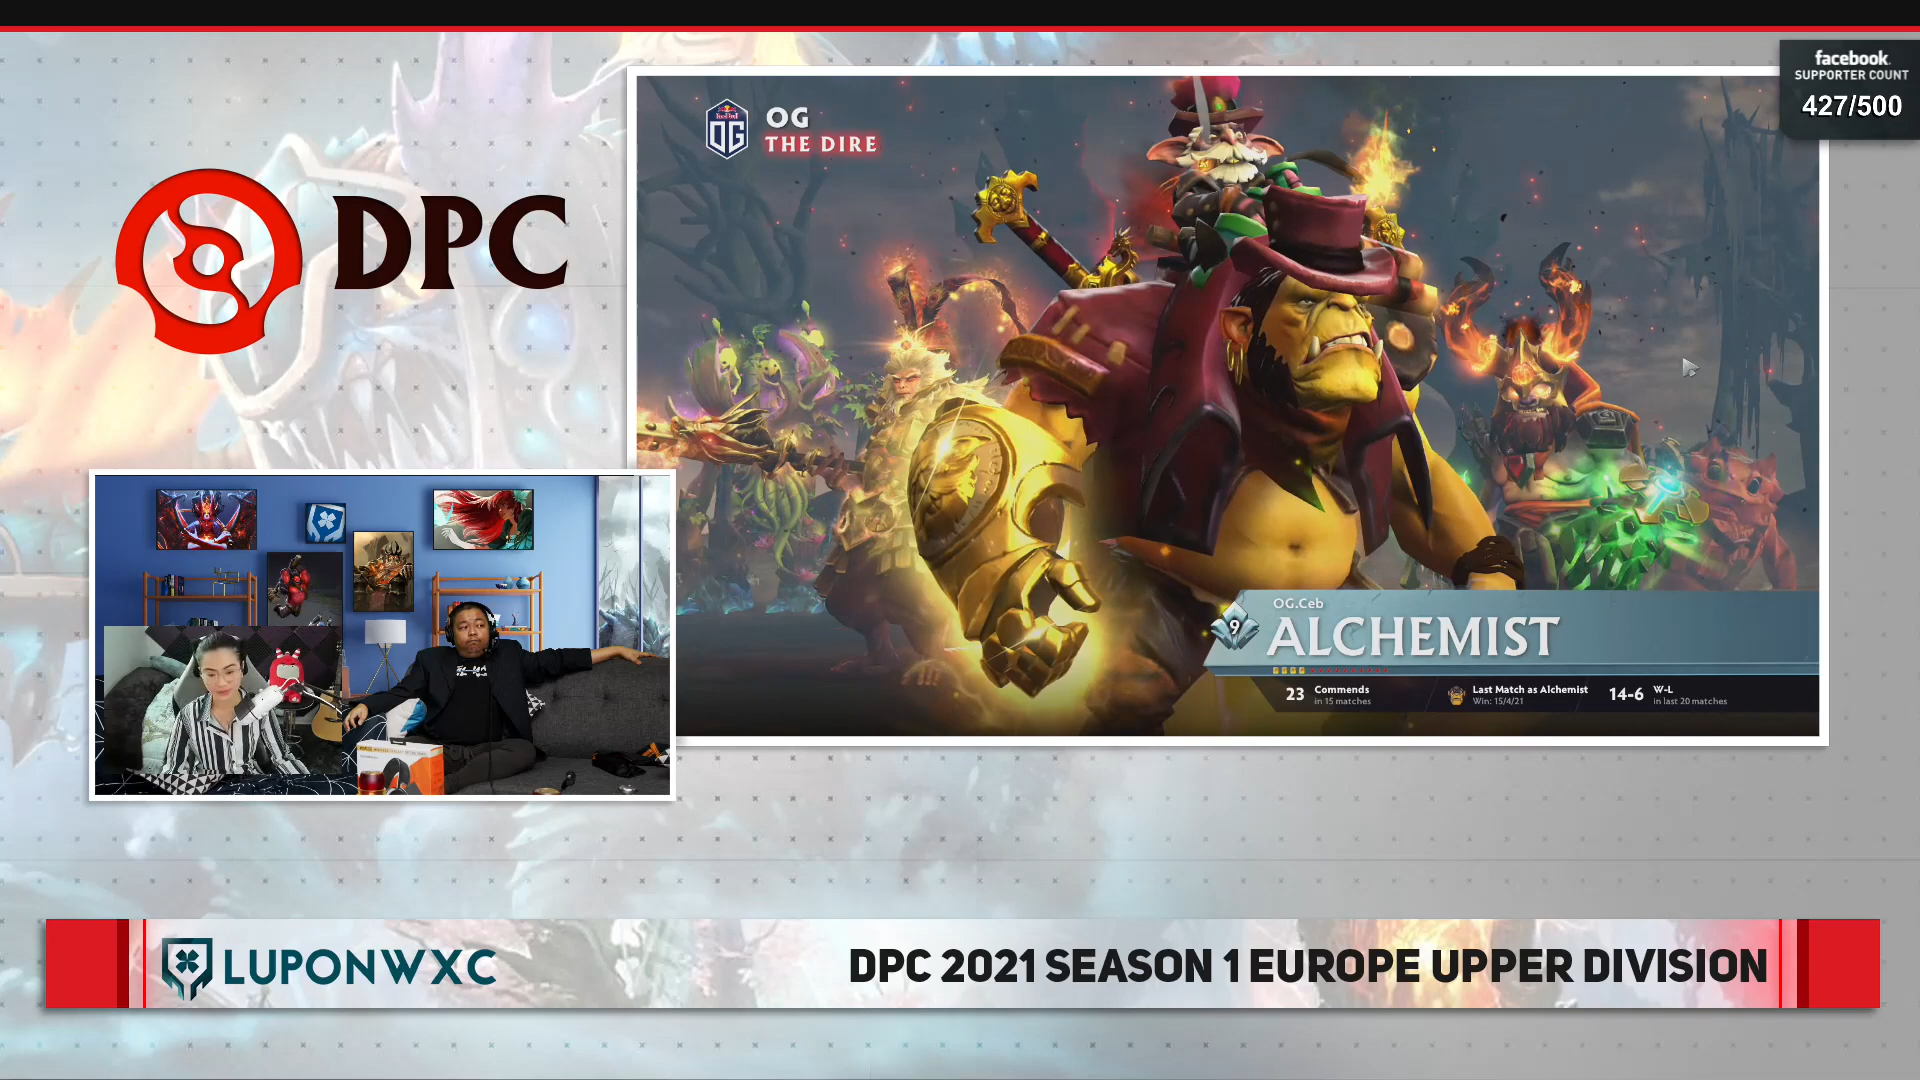 facebook
SUPPORTER COUNT
427/500
OG
OG
THE DIRE
DPC
OG.Ceb
9
ALCHEMIST
23
Commends
in 15 matches
Last Match as Alchemist
Win: 15/4/21
14-6
W-L
in last 20 matches
LUPONWXC
DPC 2021 SEASON 1 EUROPE UPPER DIVISION